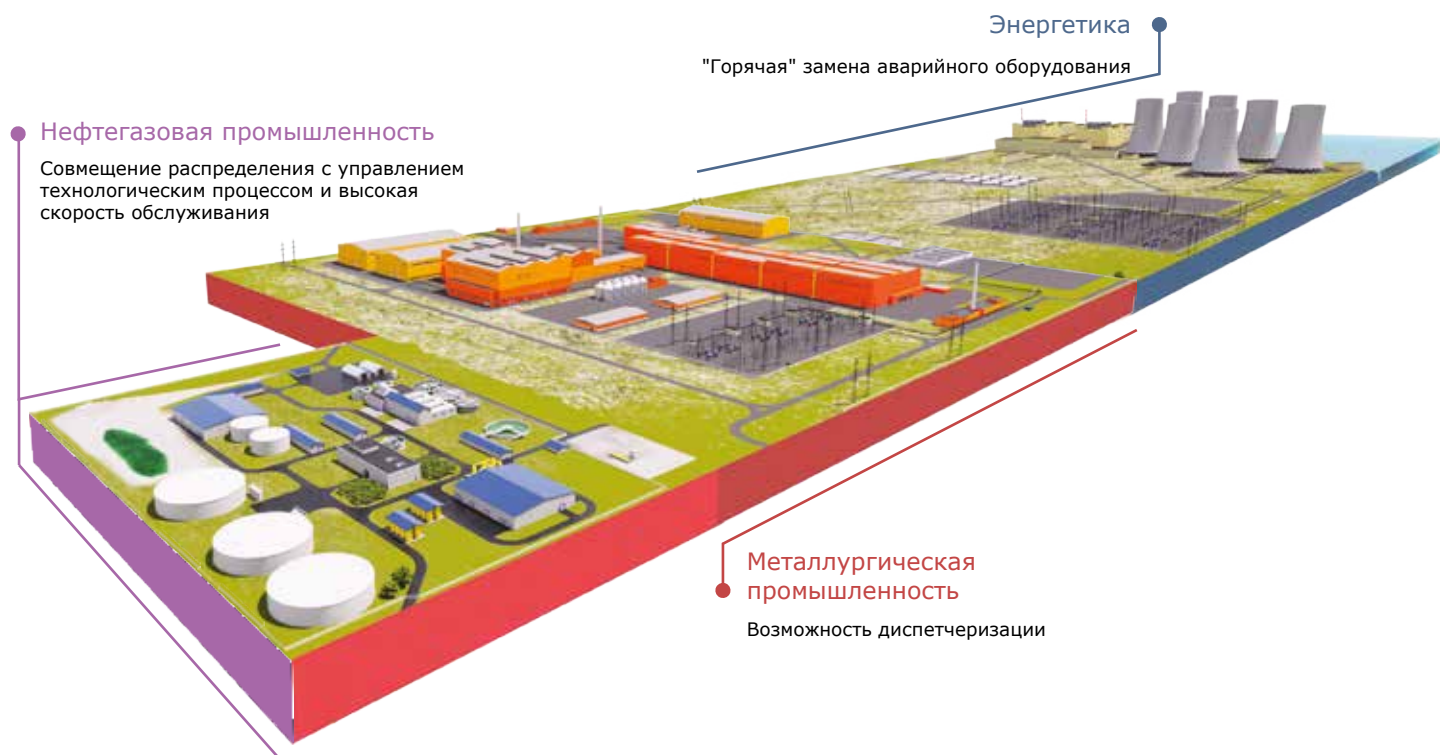 Энергетика
"Горячая" замена аварийного оборудования
Нефтегазовая промышленность
Совмещение распределения с управлением
технологическим процессом и высокая
скорость обслуживания
Металлургическая
промышленность
Возможность диспетчеризации